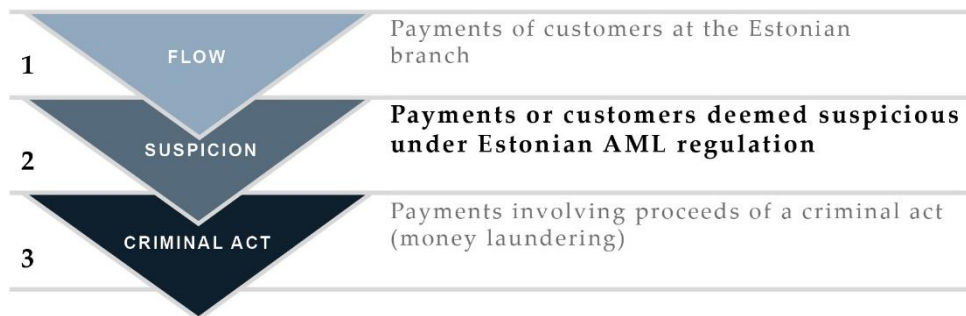 1
FLOW
Payments of customers at the Estonian
branch
2
SUSPICION
Payments or customers deemed suspicious
under Estonian AML regulation
3
CRIMINAL ACT
Payments involving proceeds of a criminal act
(money laundering)